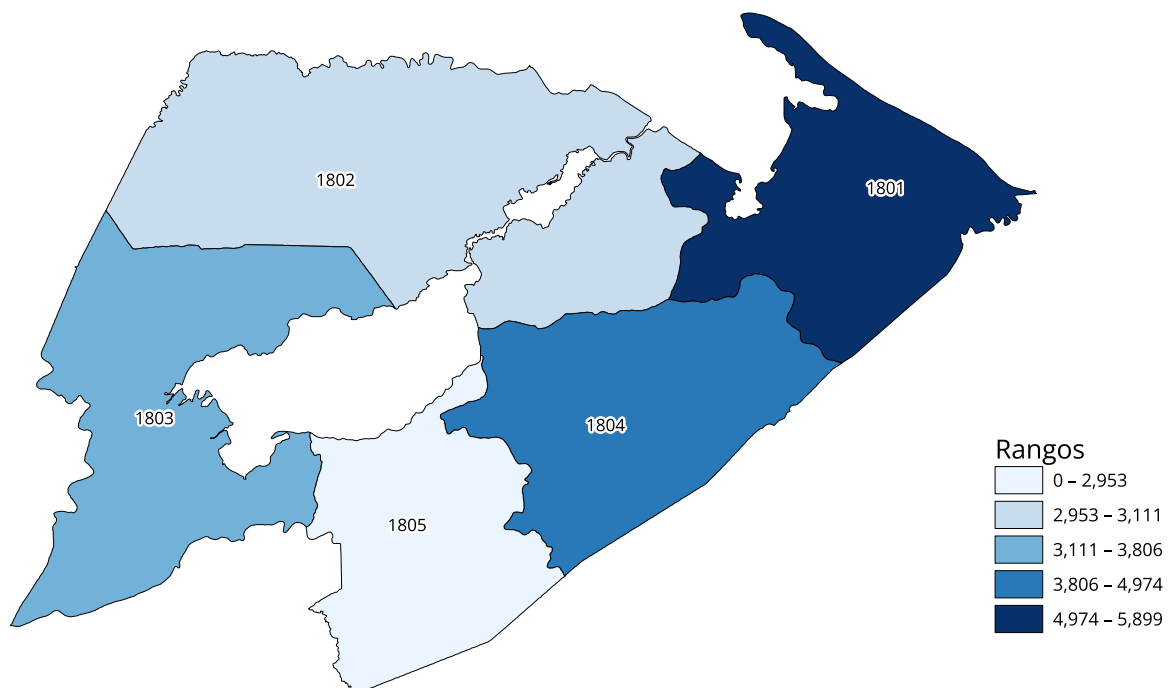 1802
1801
1803
1804
1805
Rangos
0 – 2,953
2,953 – 3,111
3,111 – 3,806
3,806 – 4,974
4,974 – 5,899